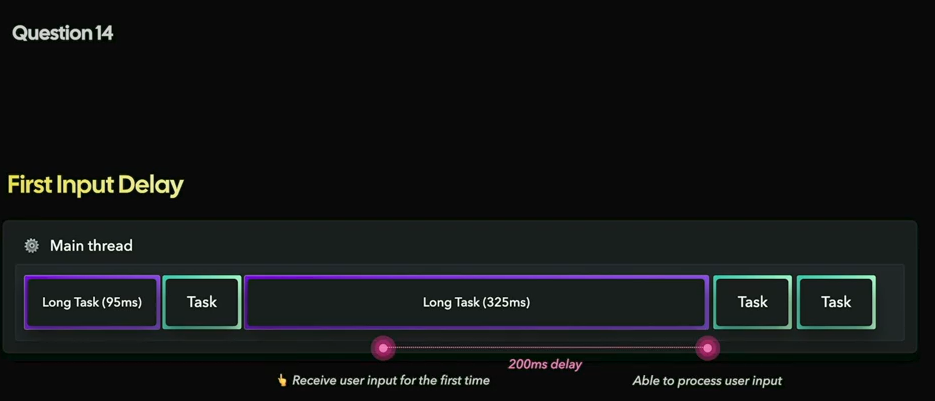 Question 14
First Input Delay
Main thread
Long Task (95ms)
Task
Long Task (325ms)
Task
Task
200ms delay
Receive user input for the first time
Able to process user input